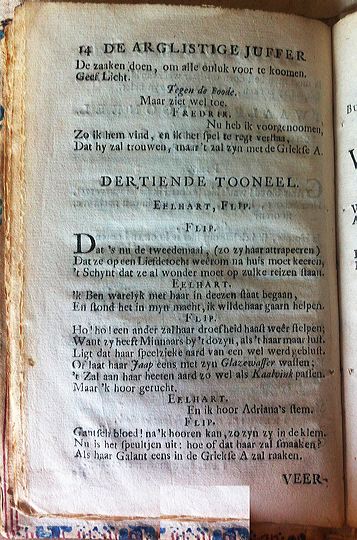 14 DE ARGLISTIGE JUFFER
De zaaken doen, om alle onluk voor te koomen.
Geef Licht.
Tegen de Boode.
Maar ziet wel toe.
FREDRIK.
Nu heb ik voorgenoomen,
Zo ik hem vind, en ik het spel te regt verstaa,
Dat hy zal trouwen, maar 't zal zyn met de Griekse A.
DERTIENDE TOONEEL.
EELHART, FLIP.
FLIP.
Dat 's nu de tweedemaal, (zo zy haar attrapeeren)
Dat ze op een Liefdetocht weêrom na huis moet keeren,
't Schynt dat ze al wonder moet op zulke reizen staan.
EELHART.
'k Ben warelyk met haar in deezen staat begaan,
En stond het in myn macht, ik wilde haar gaarn helpen.
FLIP.
Ho! ho! een ander zal haar droefheid haast weêr stelpen;
Want zy heeft Minnaars by 't dozyn, als 't haar maar lust.
Ligt dat haar speelzieke aard van een wel werd geblust.
Of laat haar Jaap eens met zyn Glazewasser wassen;
't Zal aan haar heeten aard zo wel als Kaatvink passen.
Maar 'k hoor gerucht.
EELHART.
En ik hoor Adriana's stem.
FLIP.
Gantsch bloed! na 'k hooren kan, zo zyn zy in de klem.
Nu is het speultjen uit: hoe of dat haar zal smaaken?
Als haar Galant eens in de Griekse A zal raaken.
VEER-